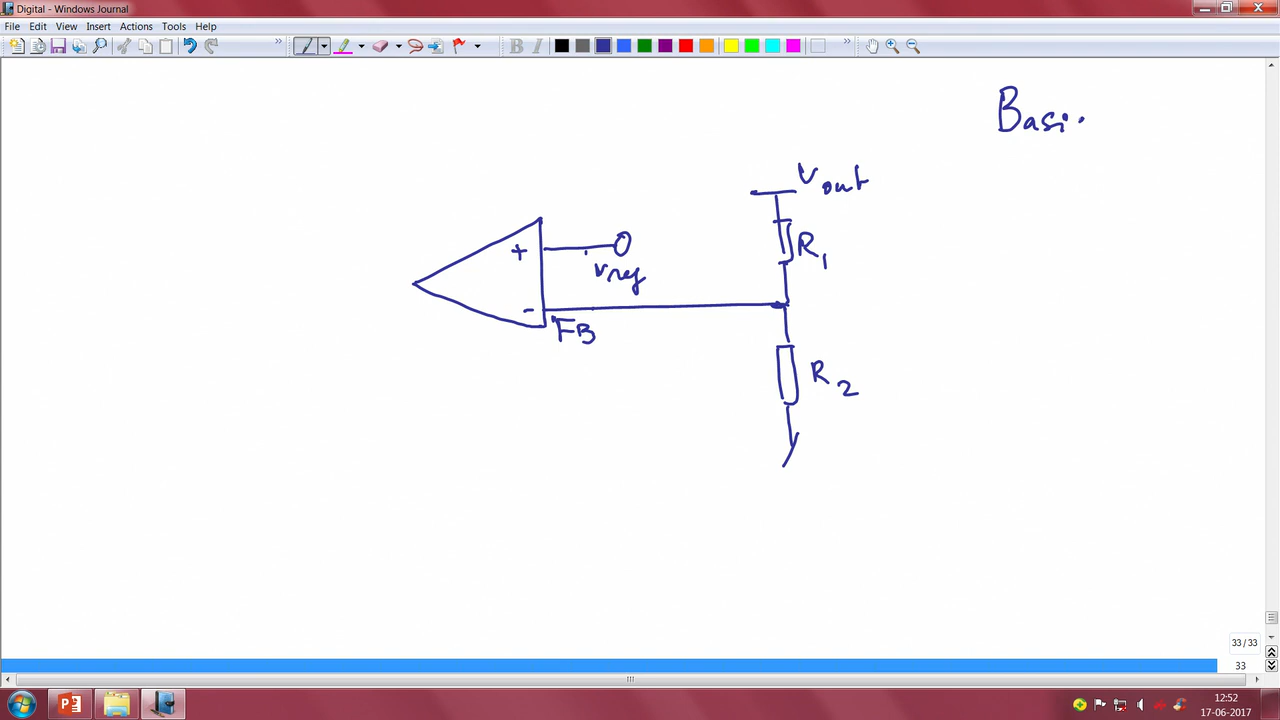 Digital - Windows Journal
File Edit View Insert Actions Tools Help
B I U
Basi
Vout
R1
+ Vref
- FB
R2
33 / 33
33
12:52
17-06-2017